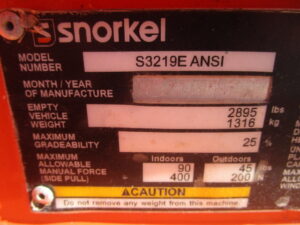 snorkel
MODEL NUMBER S3219E ANSI
MONTH / YEAR OF MANUFACTURE
EMPTY VEHICLE WEIGHT 2895 lbs
1316 kg
MAXIMUM GRADEABILITY 25 %
Indoors Outdoors
MAXIMUM ALLOWABLE MANUAL FORCE (SIDE PULL) 90 45 lbs
400 200 N
CAUTION
Do not remove any weight from this machine.